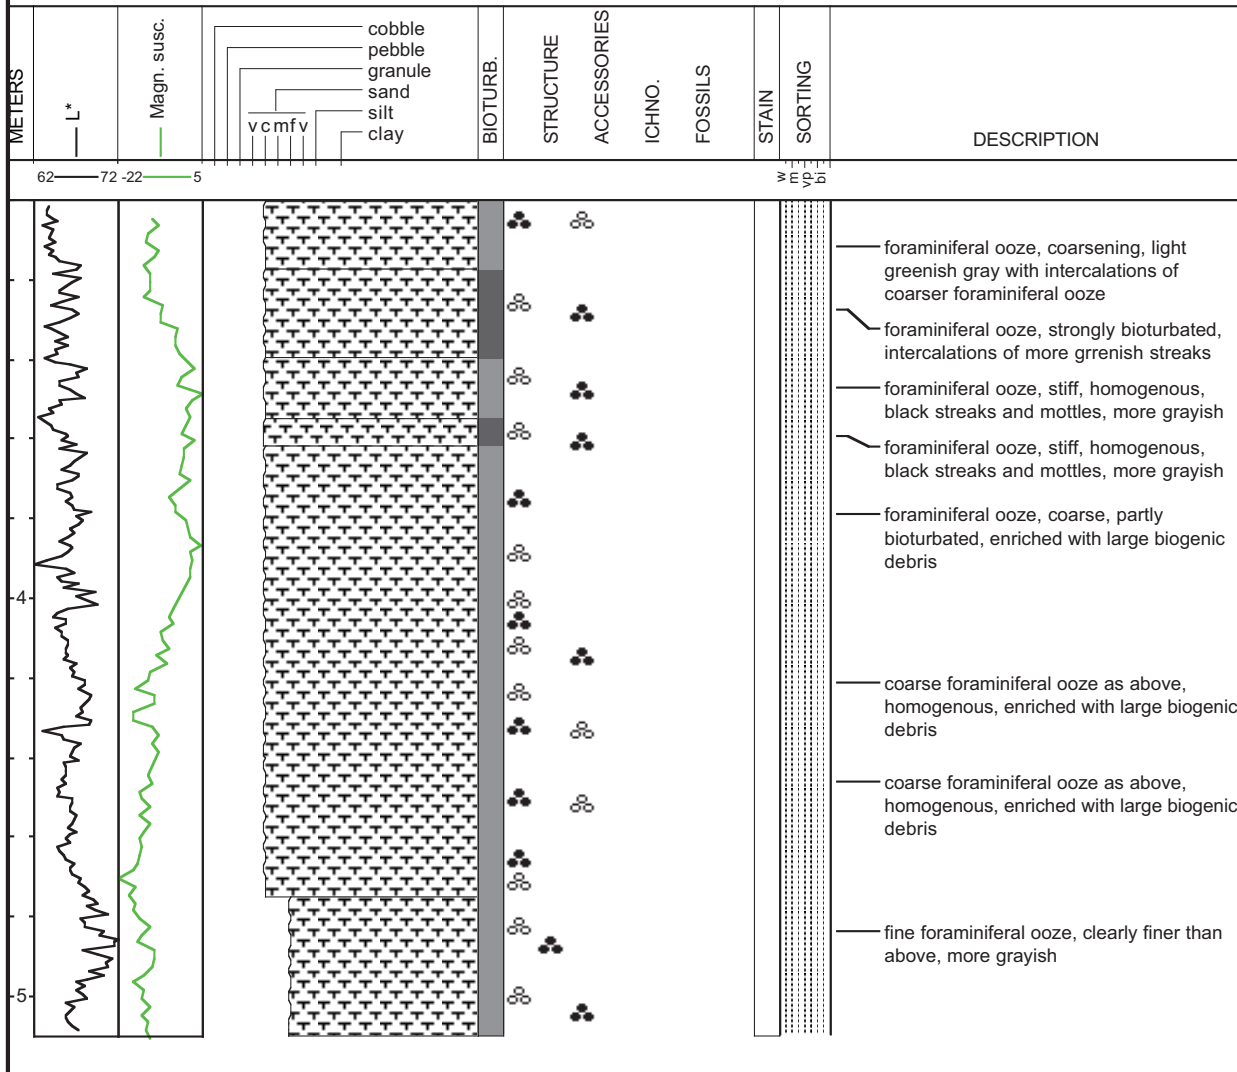 METERS
L*
Magn. susc.
cobble
pebble
granule
sand
silt
clay
v c m f v
BIOTURB.
STRUCTURE
ACCESSORIES
ICHNO.
FOSSILS
STAIN
SORTING
DESCRIPTION
62 72 -22 5
w
m
vp
bi
foraminiferal ooze, coarsening, light
greenish gray with intercalations of
coarser foraminiferal ooze
foraminiferal ooze, strongly bioturbated,
intercalations of more grrenish streaks
foraminiferal ooze, stiff, homogenous,
black streaks and mottles, more grayish
foraminiferal ooze, stiff, homogenous,
black streaks and mottles, more grayish
foraminiferal ooze, coarse, partly
bioturbated, enriched with large biogenic
debris
4
coarse foraminiferal ooze as above,
homogenous, enriched with large biogenic
debris
coarse foraminiferal ooze as above,
homogenous, enriched with large biogenic
debris
fine foraminiferal ooze, clearly finer than
above, more grayish
5